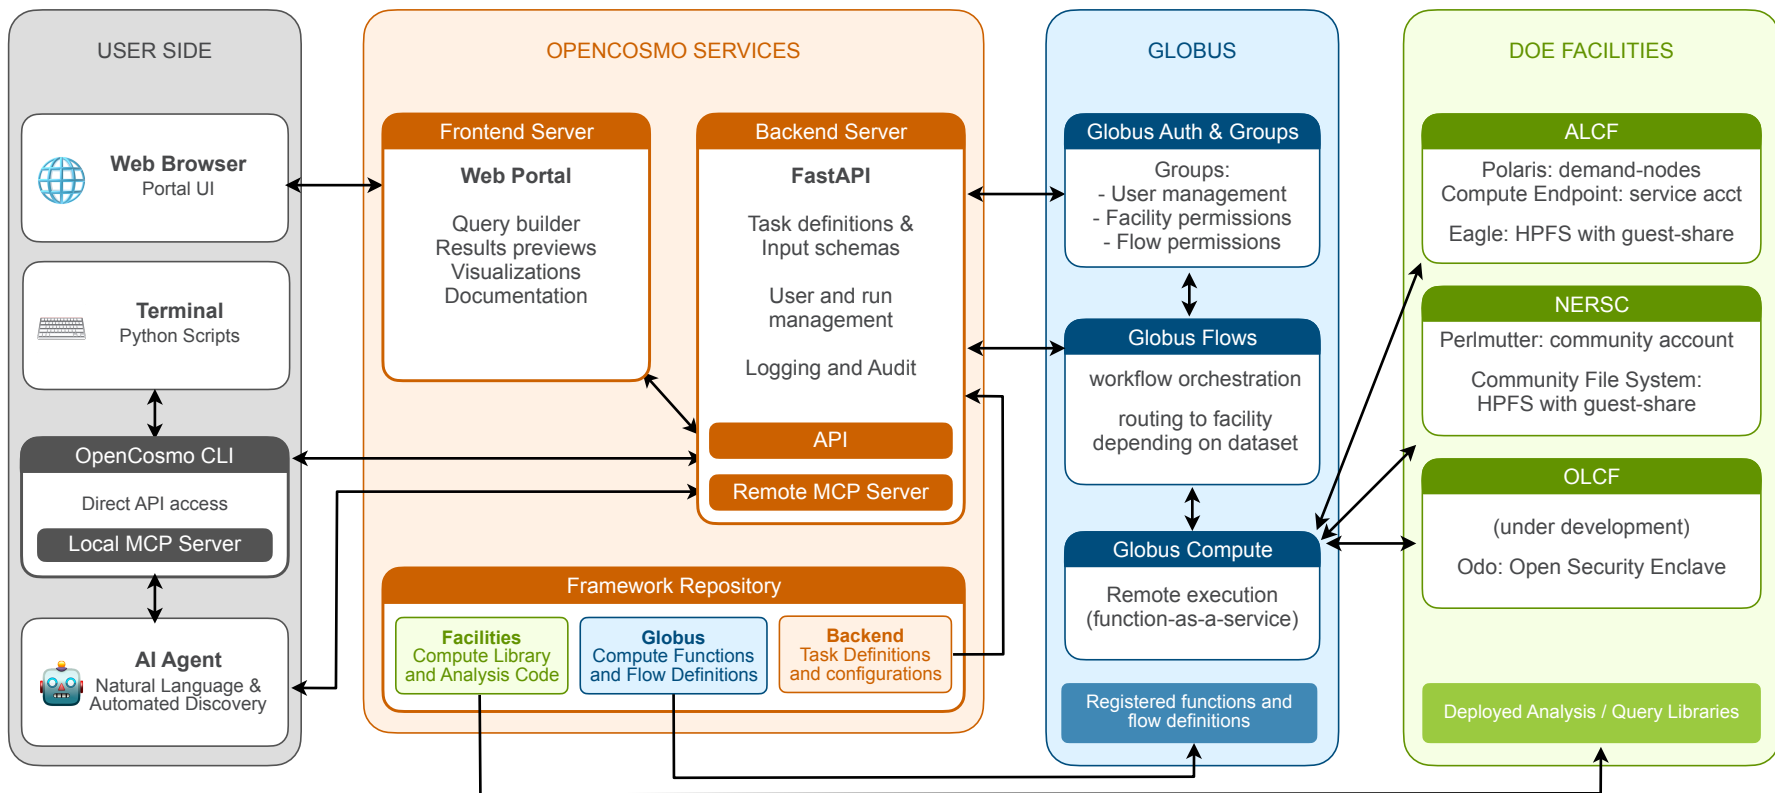 USER SIDE
Web Browser
Portal UI
Terminal
Python Scripts
OpenCosmo CLI
Direct API access
Local MCP Server
AI Agent
Natural Language &
Automated Discovery
OPENCOSMO SERVICES
Frontend Server
Web Portal
Query builder
Results previews
Visualizations
Documentation
Backend Server
FastAPI
Task definitions &
Input schemas
User and run
management
Logging and Audit
API
Remote MCP Server
Framework Repository
Facilities
Compute Library
and Analysis Code
Globus
Compute Functions
and Flow Definitions
Backend
Task Definitions
and configurations
GLOBUS
Globus Auth & Groups
Groups:
- User management
- Facility permissions
- Flow permissions
Globus Flows
workflow orchestration
routing to facility
depending on dataset
Globus Compute
Remote execution
(function-as-a-service)
Registered functions and
flow definitions
DOE FACILITIES
ALCF
Polaris: demand-nodes
Compute Endpoint: service acct
Eagle: HPFS with guest-share
NERSC
Perlmutter: community account
Community File System:
HPFS with guest-share
OLCF
(under development)
Odo: Open Security Enclave
Deployed Analysis / Query Libraries